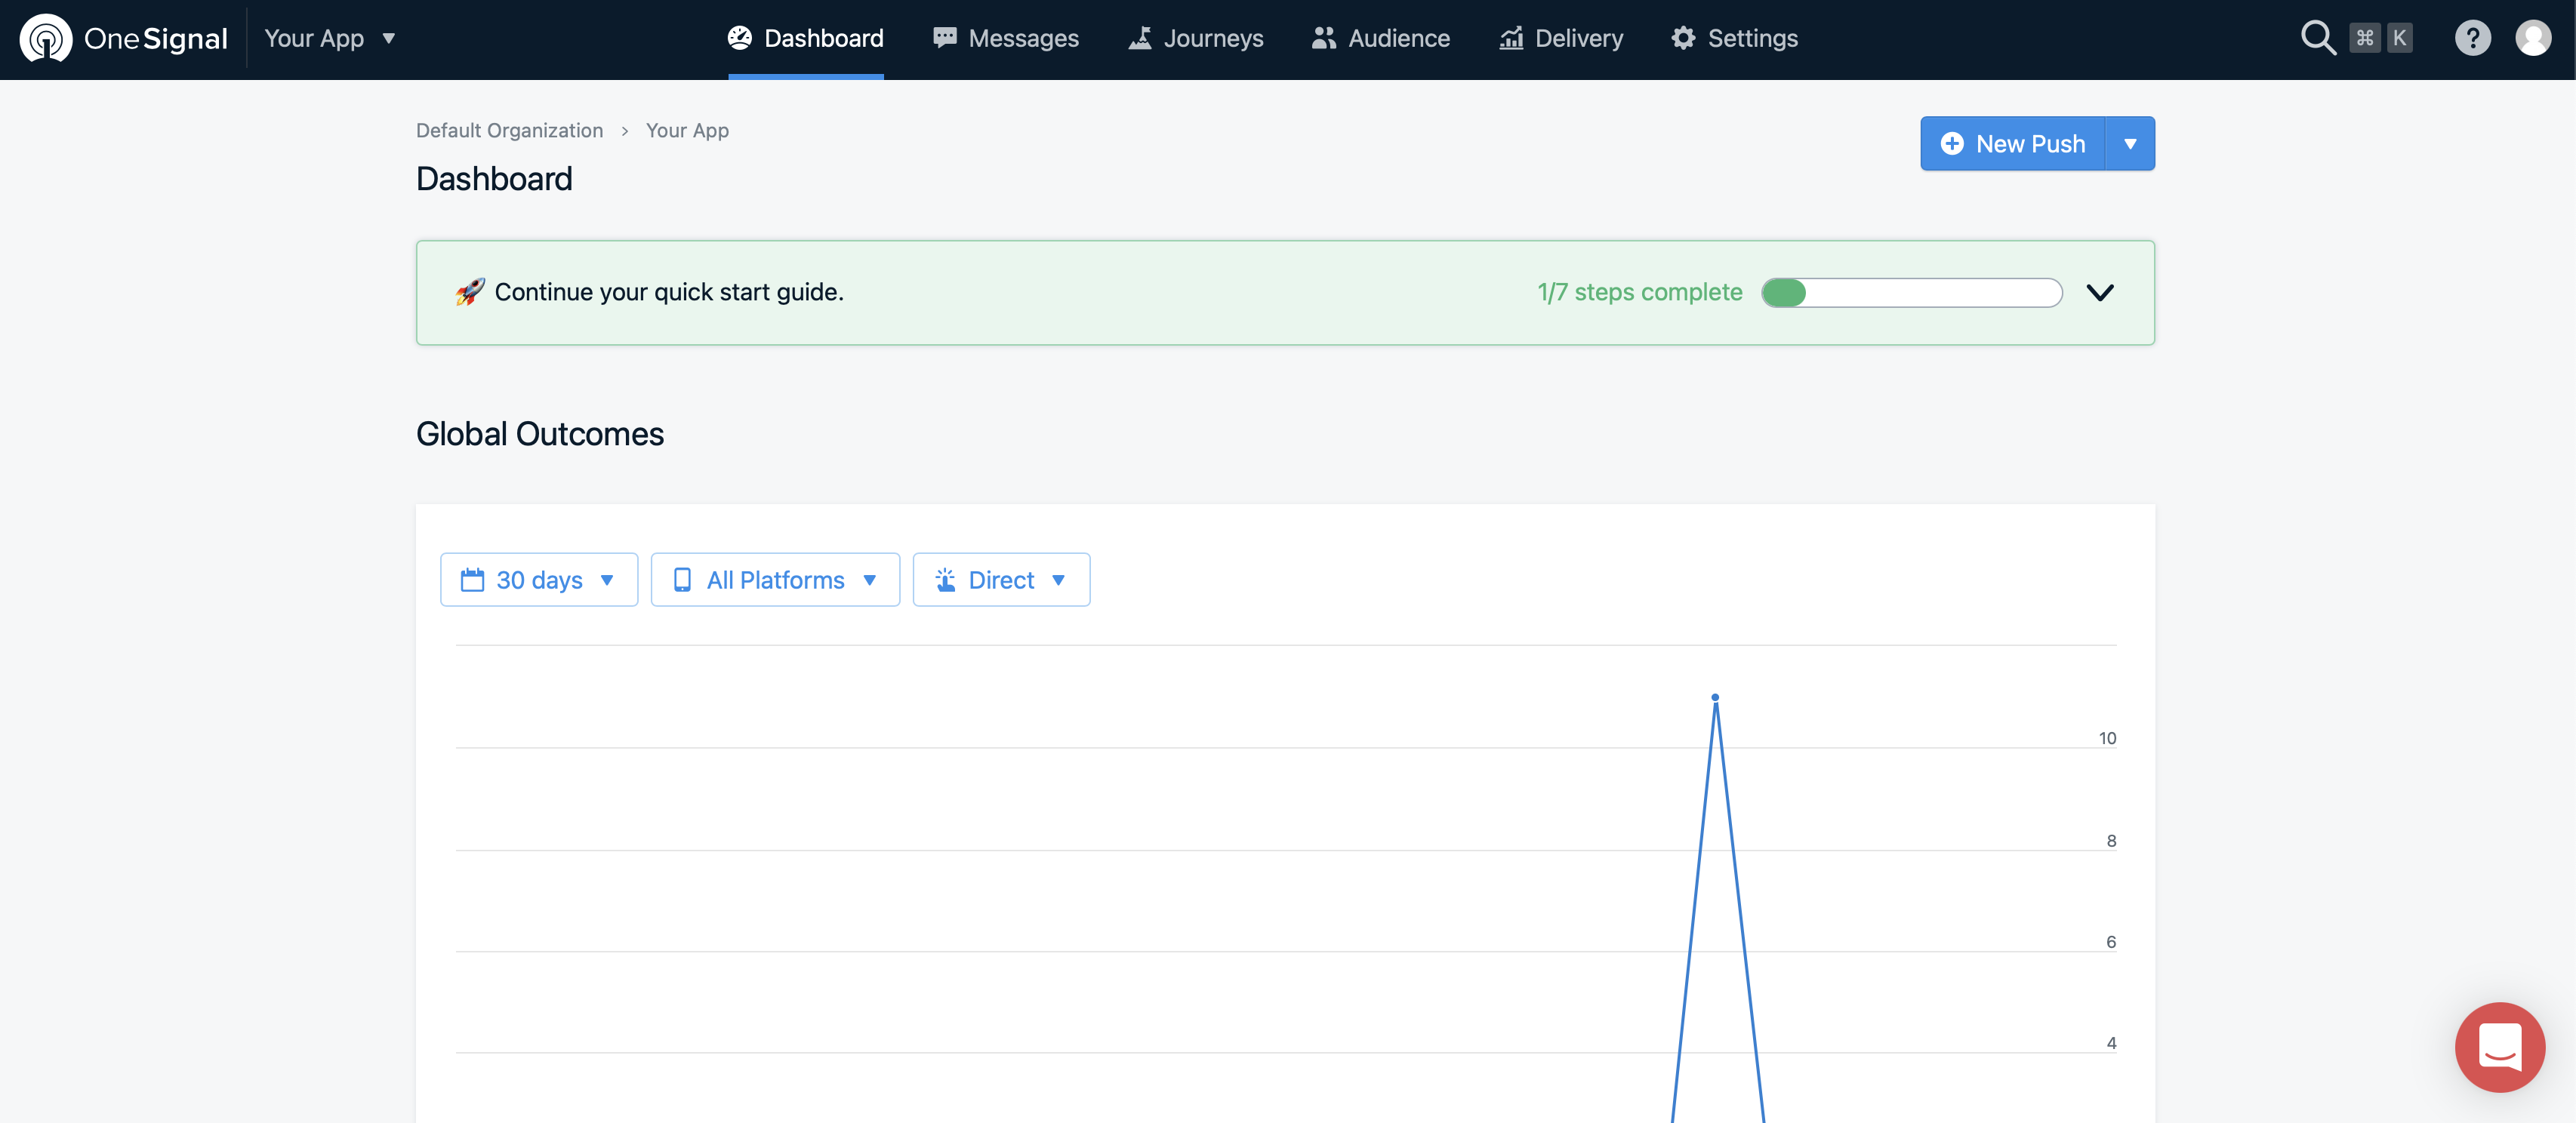 OneSignal
Your App
Dashboard
Messages
Journeys
Audience
Delivery
Settings
⌘ K
?
Default Organization > Your App
Dashboard
New Push
🚀 Continue your quick start guide.
1/7 steps complete
Global Outcomes
30 days
All Platforms
Direct
10
8
6
4